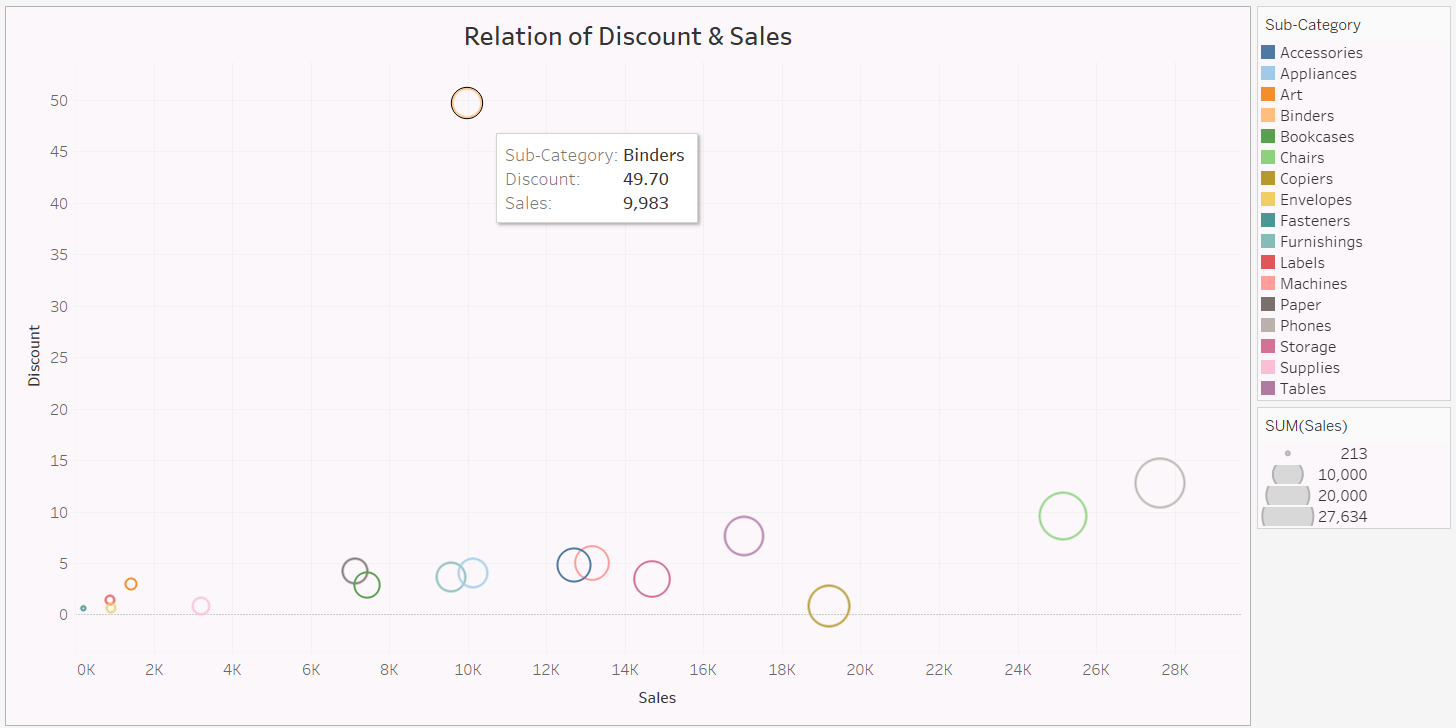 Relation of Discount & Sales
50
45
40
35
30
25
20
15
10
5
0
Discount
Sub-Category: Binders
Discount: 49.70
Sales: 9,983
0K 2K 4K 6K 8K 10K 12K 14K 16K 18K 20K 22K 24K 26K 28K
Sales
Sub-Category
Accessories
Appliances
Art
Binders
Bookcases
Chairs
Copiers
Envelopes
Fasteners
Furnishings
Labels
Machines
Paper
Phones
Storage
Supplies
Tables
SUM(Sales)
213
10,000
20,000
27,634